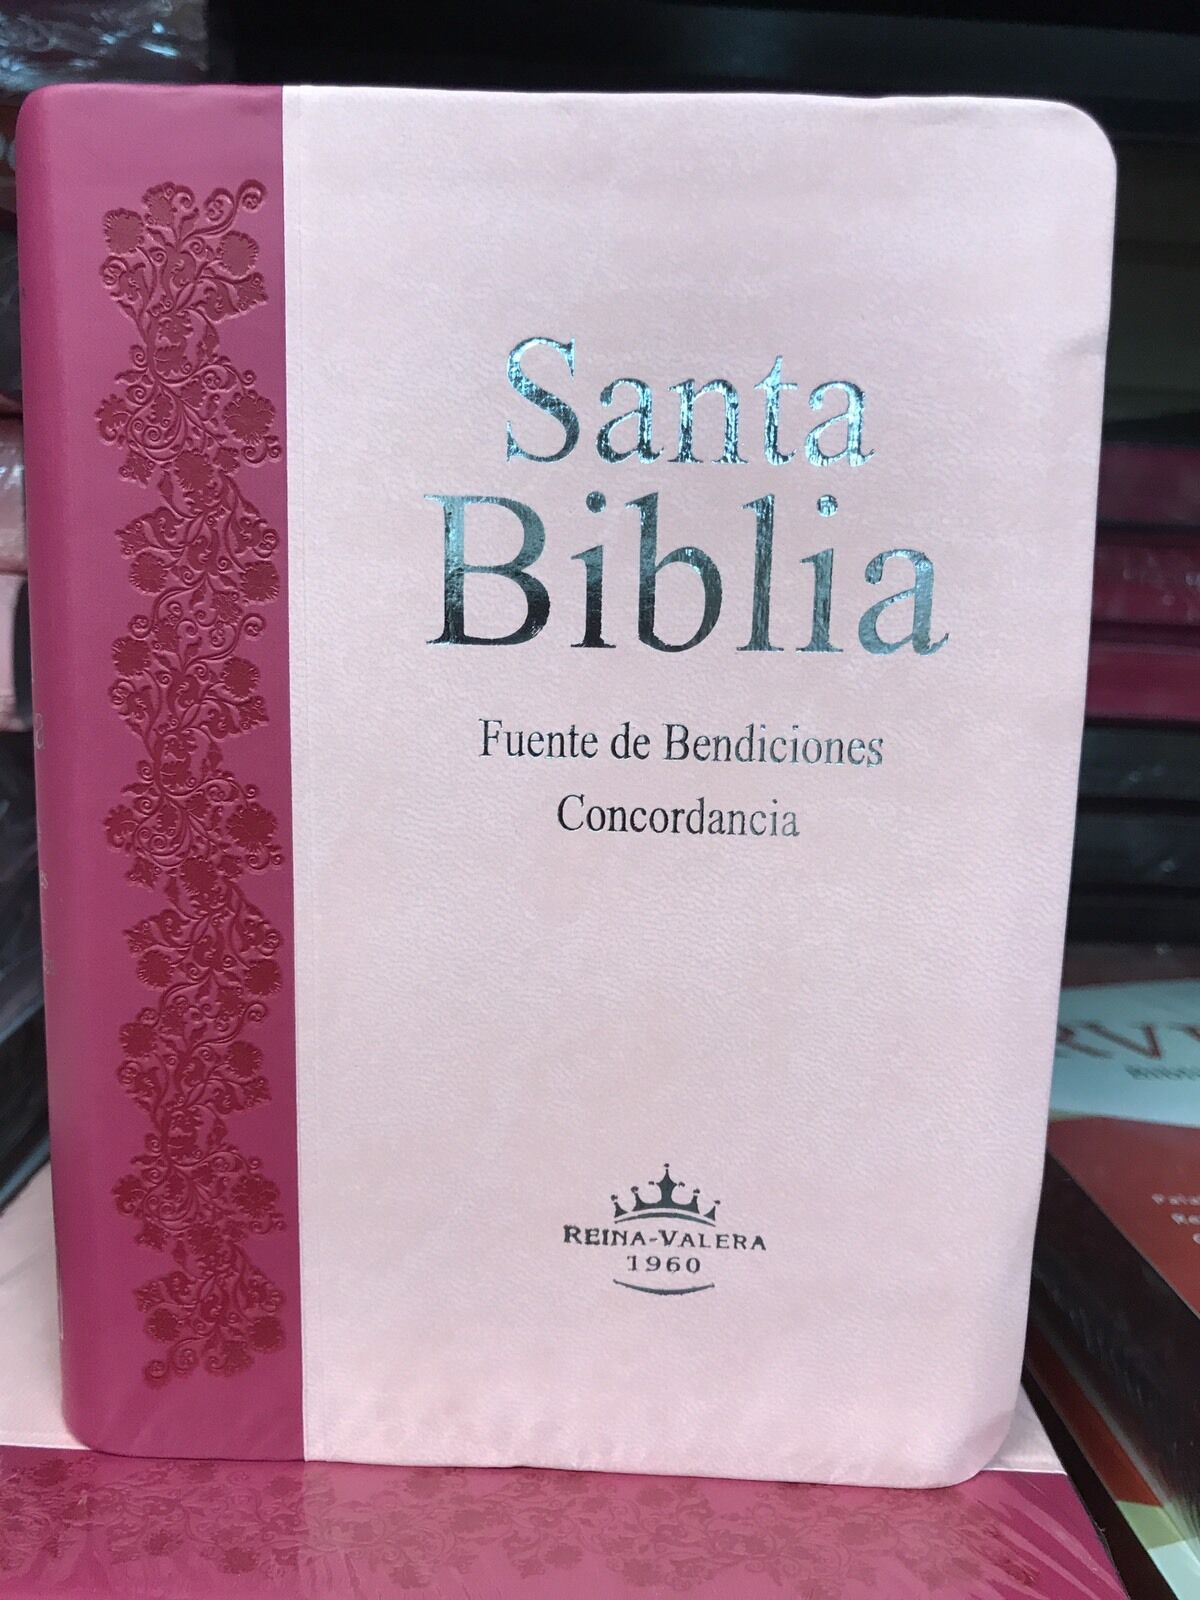 Santa
Biblia
Fuente de Bendiciones
Concordancia
REINA-VALERA
1960